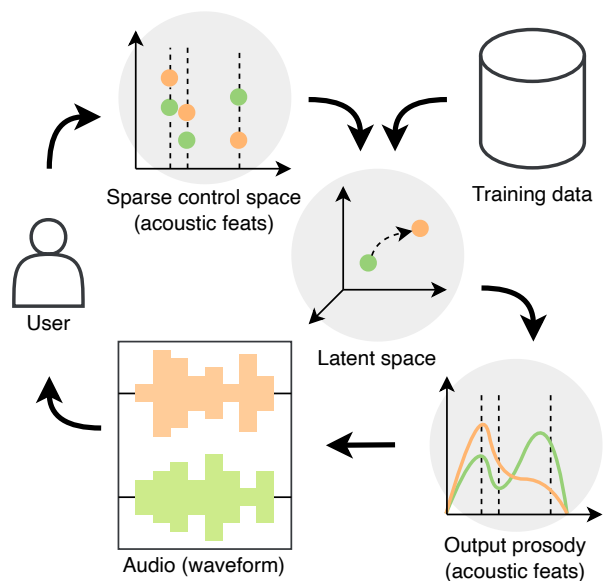 Sparse control space
(acoustic feats)
Training data
User
Latent space
Audio (waveform)
Output prosody
(acoustic feats)